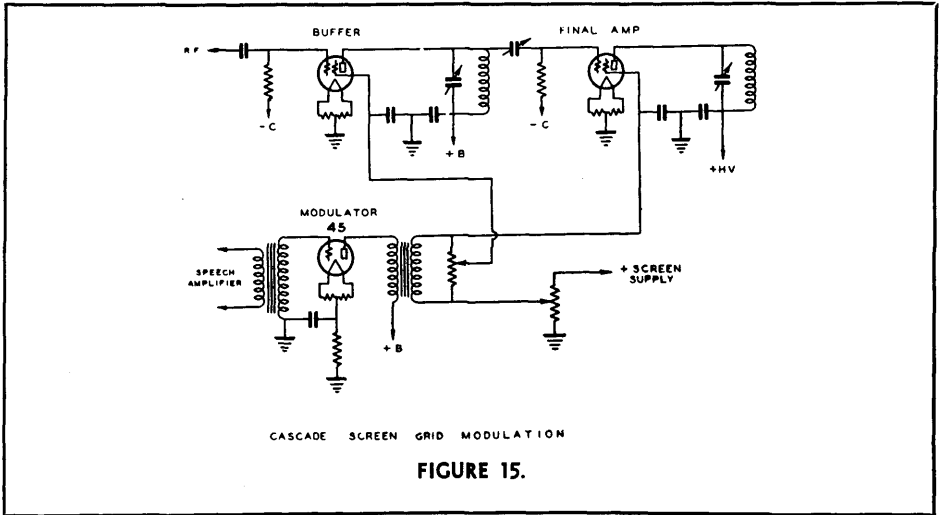 BUFFER
FINAL AMP
RF
-C
+B
-C
+HV
MODULATOR
45
SPEECH
AMPLIFIER
+ SCREEN
SUPPLY
+B
CASCADE SCREEN GRID MODULATION
FIGURE 15.